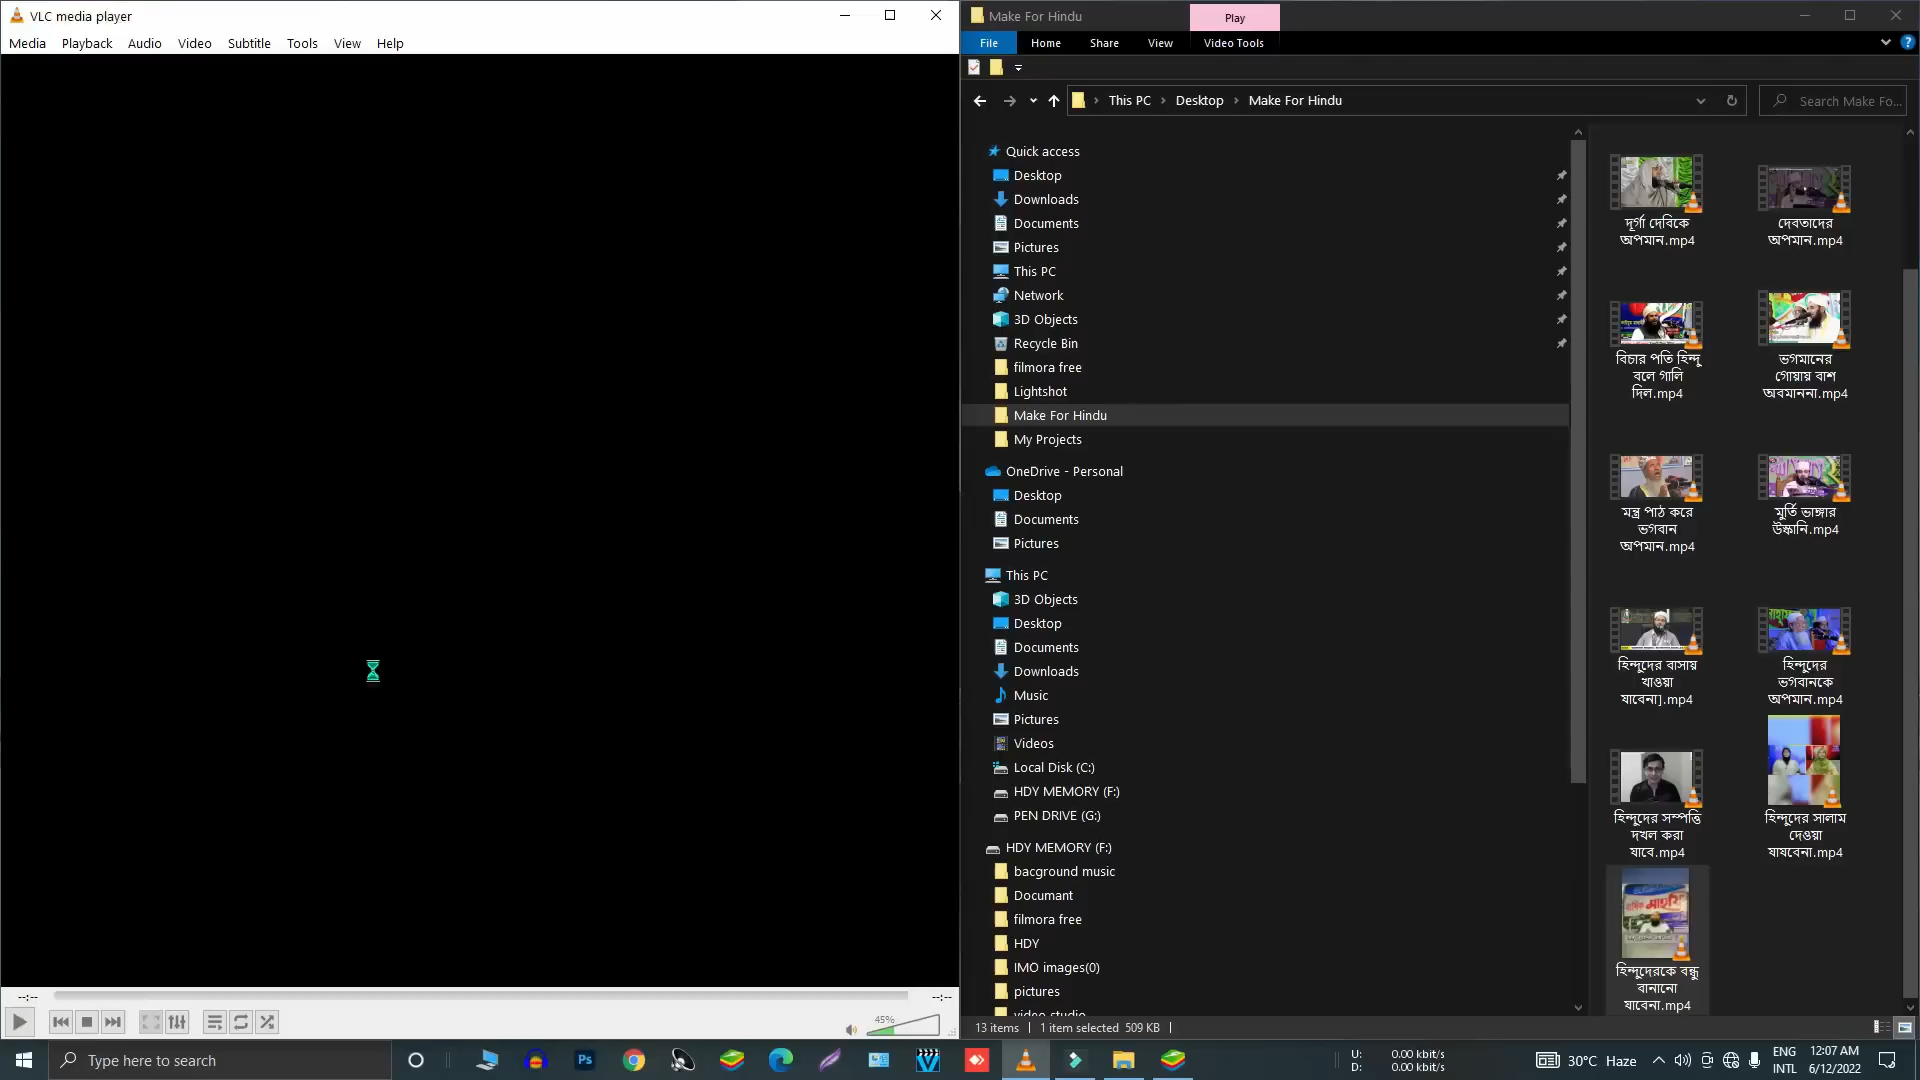 VLC media player
Media Playback Audio Video Subtitle Tools View Help
--:--
--:--
45%
Make For Hindu
Play
File Home Share View Video Tools
This PC Desktop Make For Hindu
Search Make Fo...
Quick access
Desktop
Downloads
Documents
Pictures
This PC
Network
3D Objects
Recycle Bin
filmora free
Lightshot
Make For Hindu
My Projects
OneDrive - Personal
Desktop
Documents
Pictures
This PC
3D Objects
Desktop
Documents
Downloads
Music
Pictures
Videos
Local Disk (C:)
HDY MEMORY (F:)
PEN DRIVE (G:)
HDY MEMORY (F:)
bacground music
Documant
filmora free
HDY
IMO images(0)
pictures
video studio
দূর্গা দেবিকে
অপমান.mp4
দেবতাদের
অপমান.mp4
বিচার পতি হিন্দু
বলে গালি
দিল.mp4
ভগমানের
গোয়ায় বাশ
অবমাননা.mp4
মন্ত্র পাঠ করে
ভগবান
অপমান.mp4
মুর্তি ভাঙ্গার
উস্কানি.mp4
হিন্দুদের বাসায়
খাওয়া
যাবেনা].mp4
হিন্দুদের
ভগবানকে
অপমান.mp4
হিন্দুদের সম্পত্তি
দখল করা
যাবে.mp4
হিন্দুদের সালাম
দেওয়া
যাযবেনা.mp4
হিন্দুদেরকে বন্ধু
বানানো
যাবেনা.mp4
13 items 1 item selected 509 KB
Type here to search
Ps
U: 0.00 kbit/s
D: 0.00 kbit/s
30°C Haze
ENG
INTL
12:07 AM
6/12/2022